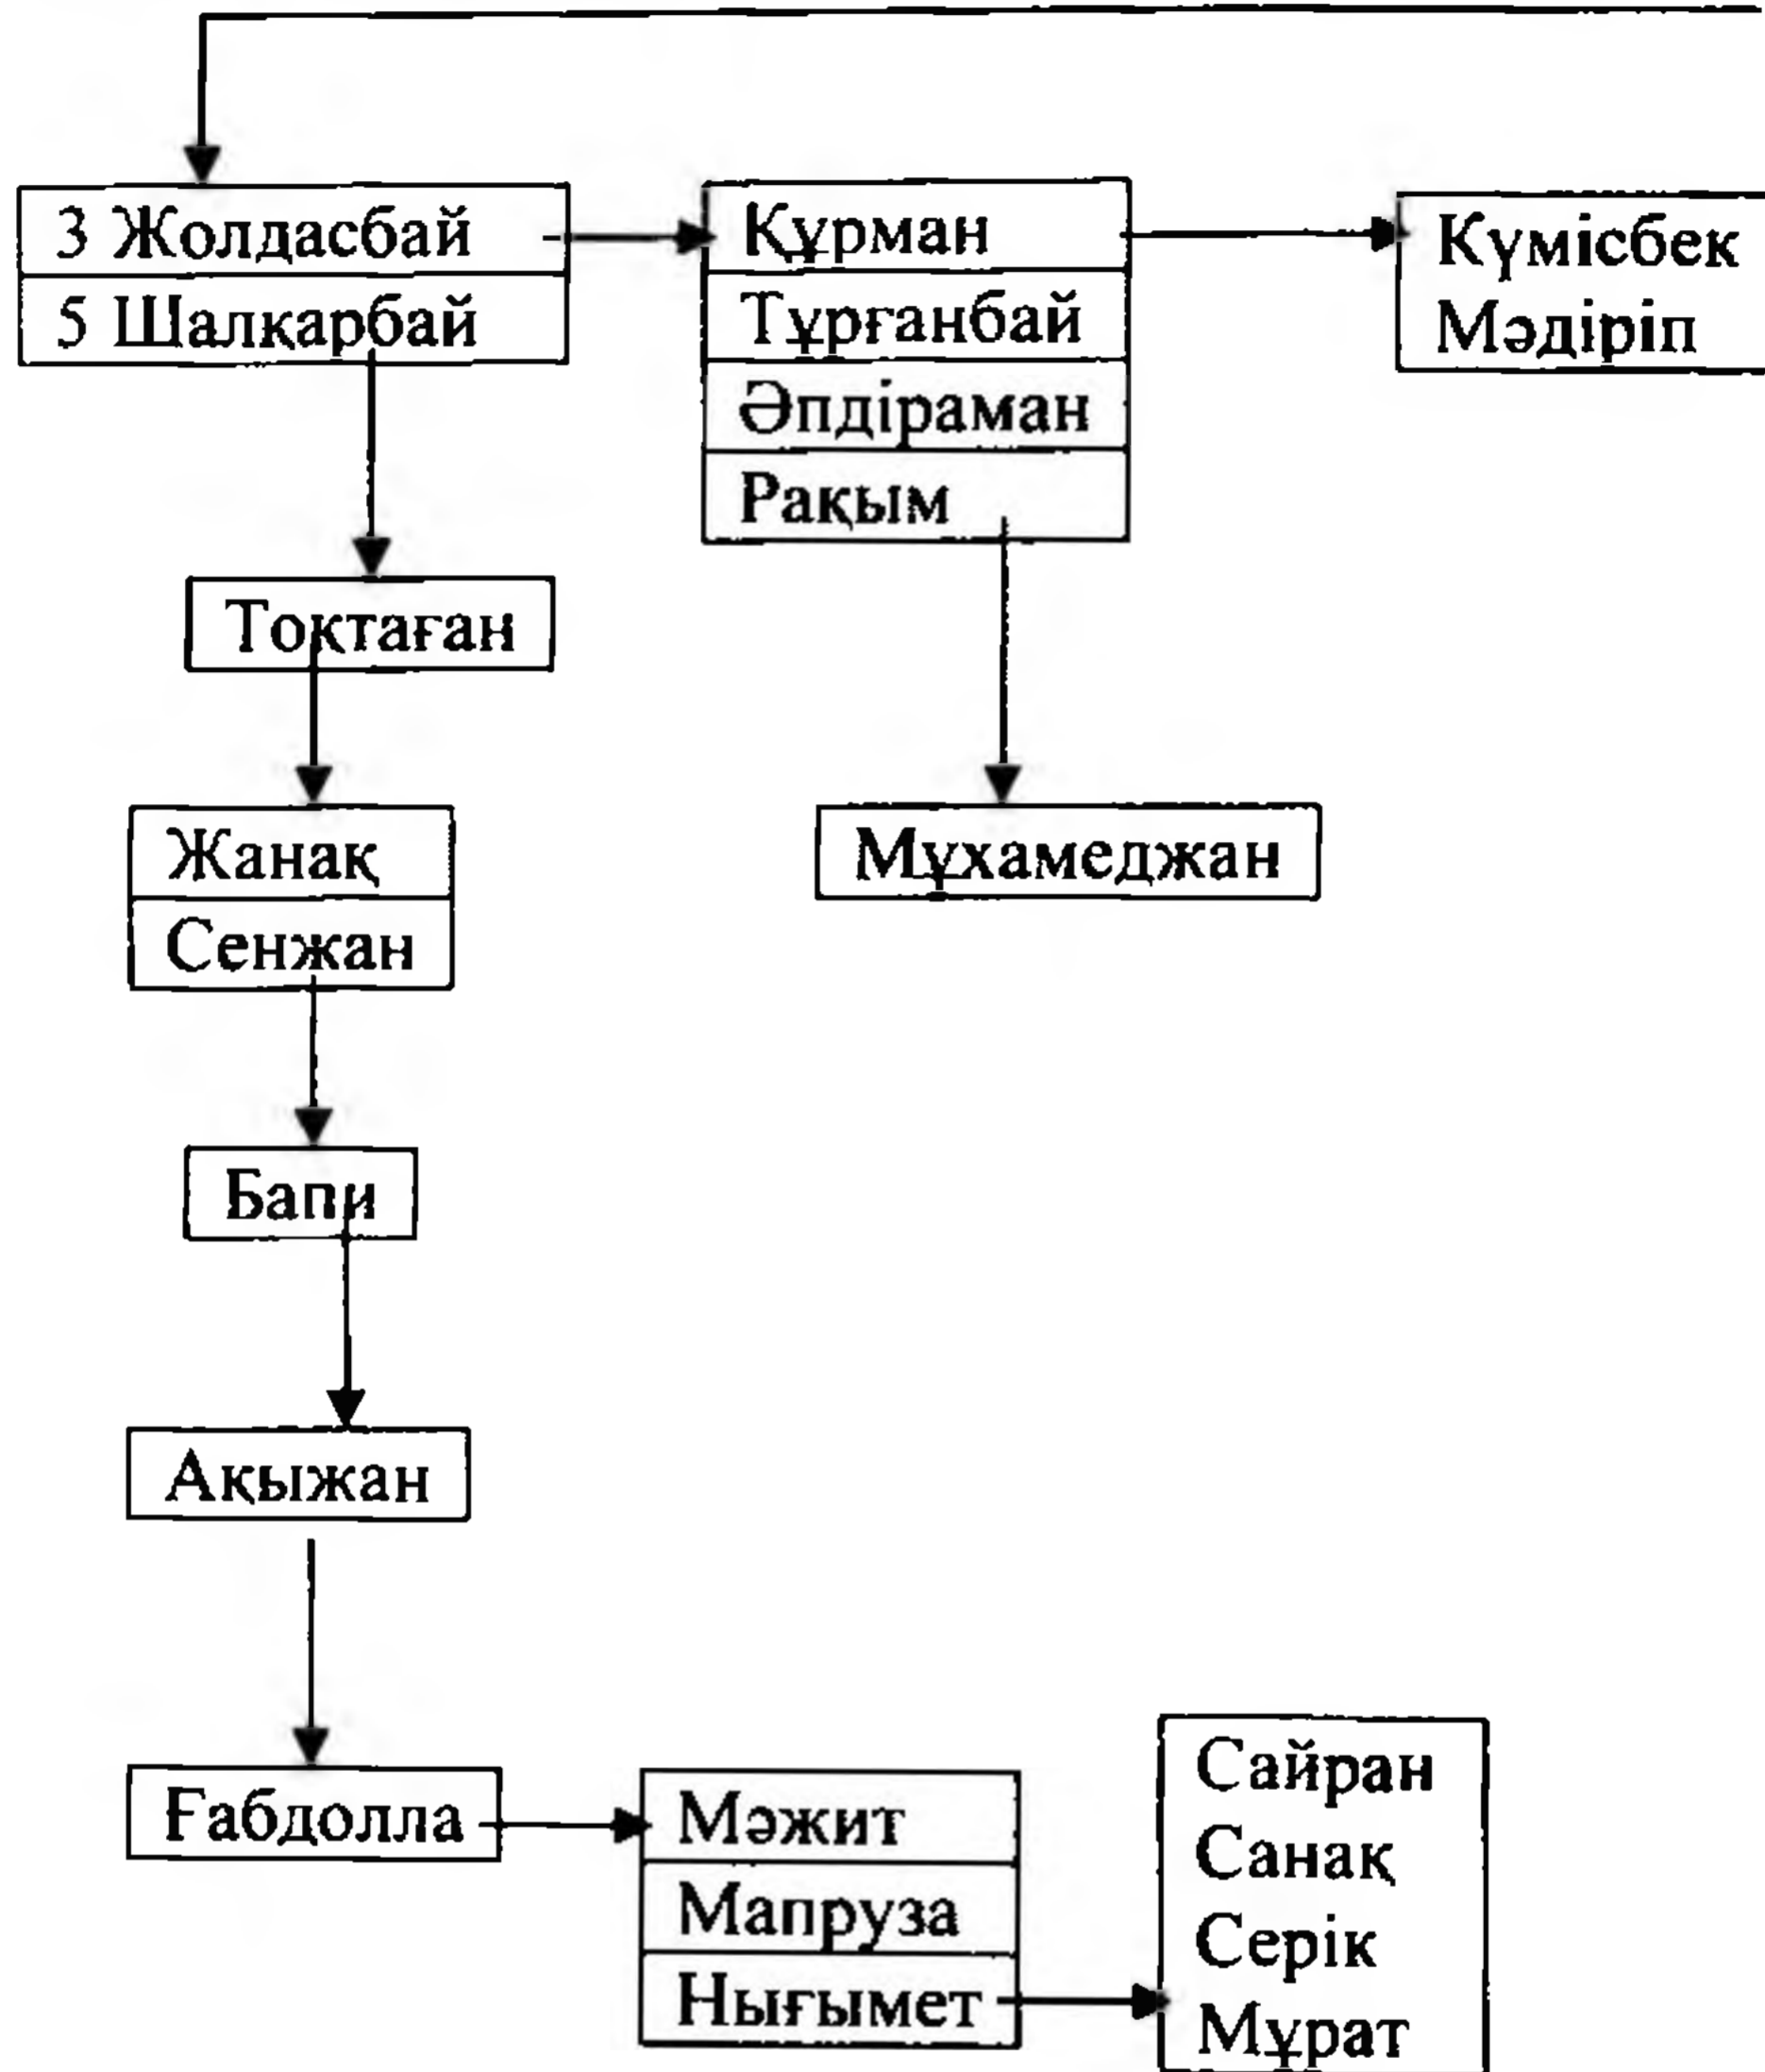 3 Жолдасбай
5 Шалқарбай
Құрман
Тұрғанбай
Әпдіраман
Рақым
Күмісбек
Мәдіріп
Тоқтаған
Жанақ
Сенжан
Мұхамеджан
Бапи
Ақыжан
Ғабдолла
Мәжит
Мапруза
Нығымет
Сайран
Санақ
Серік
Мұрат